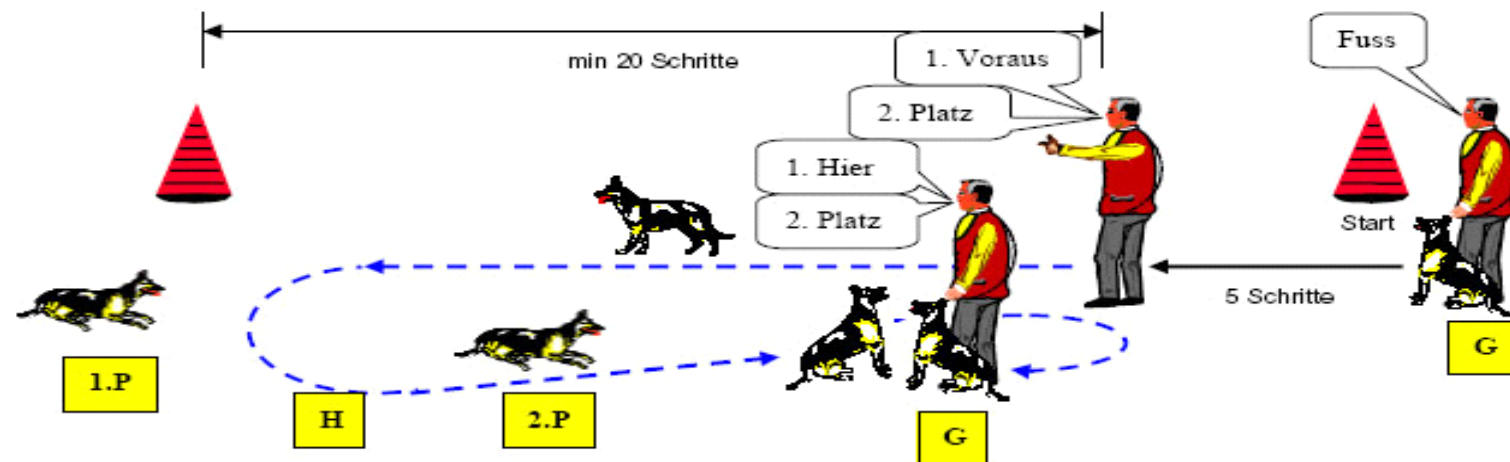 min 20 Schritte
1. Voraus
2. Platz
Fuss
1. Hier
2. Platz
Start
5 Schritte
1.P
H
2.P
G
G